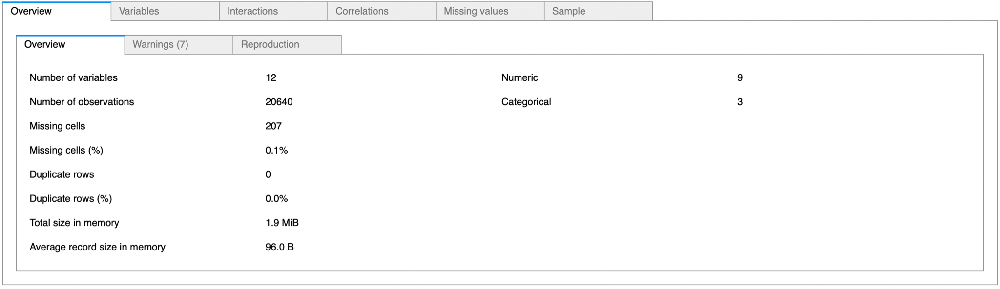 Overview Variables Interactions Correlations Missing values Sample
Overview Warnings (7) Reproduction
Number of variables 12 Numeric 9
Number of observations 20640 Categorical 3
Missing cells 207
Missing cells (%) 0.1%
Duplicate rows 0
Duplicate rows (%) 0.0%
Total size in memory 1.9 MiB
Average record size in memory 96.0 B